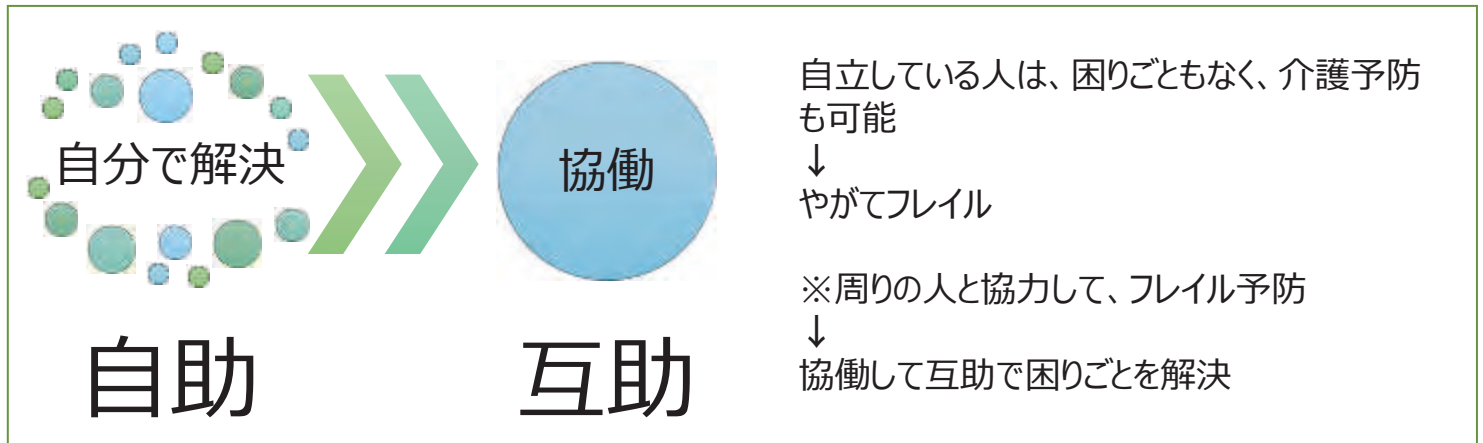 自分で解決
自助
協働
互助
自立している人は、困りごともなく、介護予防
も可能
↓
やがてフレイル
※周りの人と協力して、フレイル予防
↓
協働して互助で困りごとを解決